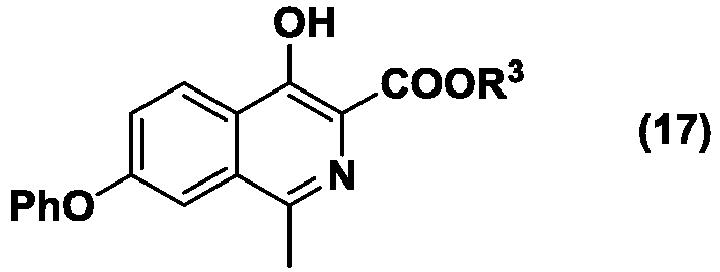 OH
COOR³
(17)
N
PhO